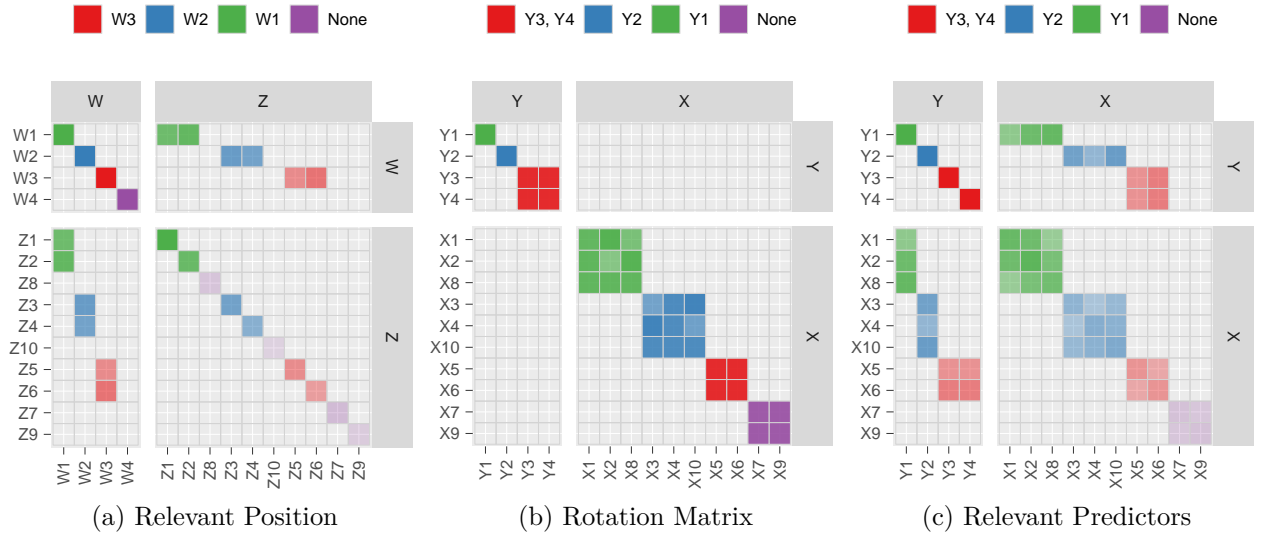 W3 W2 W1 None
Y3, Y4 Y2 Y1 None
Y3, Y4 Y2 Y1 None
W Z
W1
W2
W3
W4
W
Z1
Z2
Z8
Z3
Z4
Z10
Z5
Z6
Z7
Z9
Z
W1 W2 W3 W4 Z1 Z2 Z8 Z3 Z4 Z10 Z5 Z6 Z7 Z9
(a) Relevant Position
Y X
Y1
Y2
Y3
Y4
Y
X1
X2
X8
X3
X4
X10
X5
X6
X7
X9
X
Y1 Y2 Y3 Y4 X1 X2 X8 X3 X4 X10 X5 X6 X7 X9
(b) Rotation Matrix
Y X
Y1
Y2
Y3
Y4
Y
X1
X2
X8
X3
X4
X10
X5
X6
X7
X9
X
Y1 Y2 Y3 Y4 X1 X2 X8 X3 X4 X10 X5 X6 X7 X9
(c) Relevant Predictors